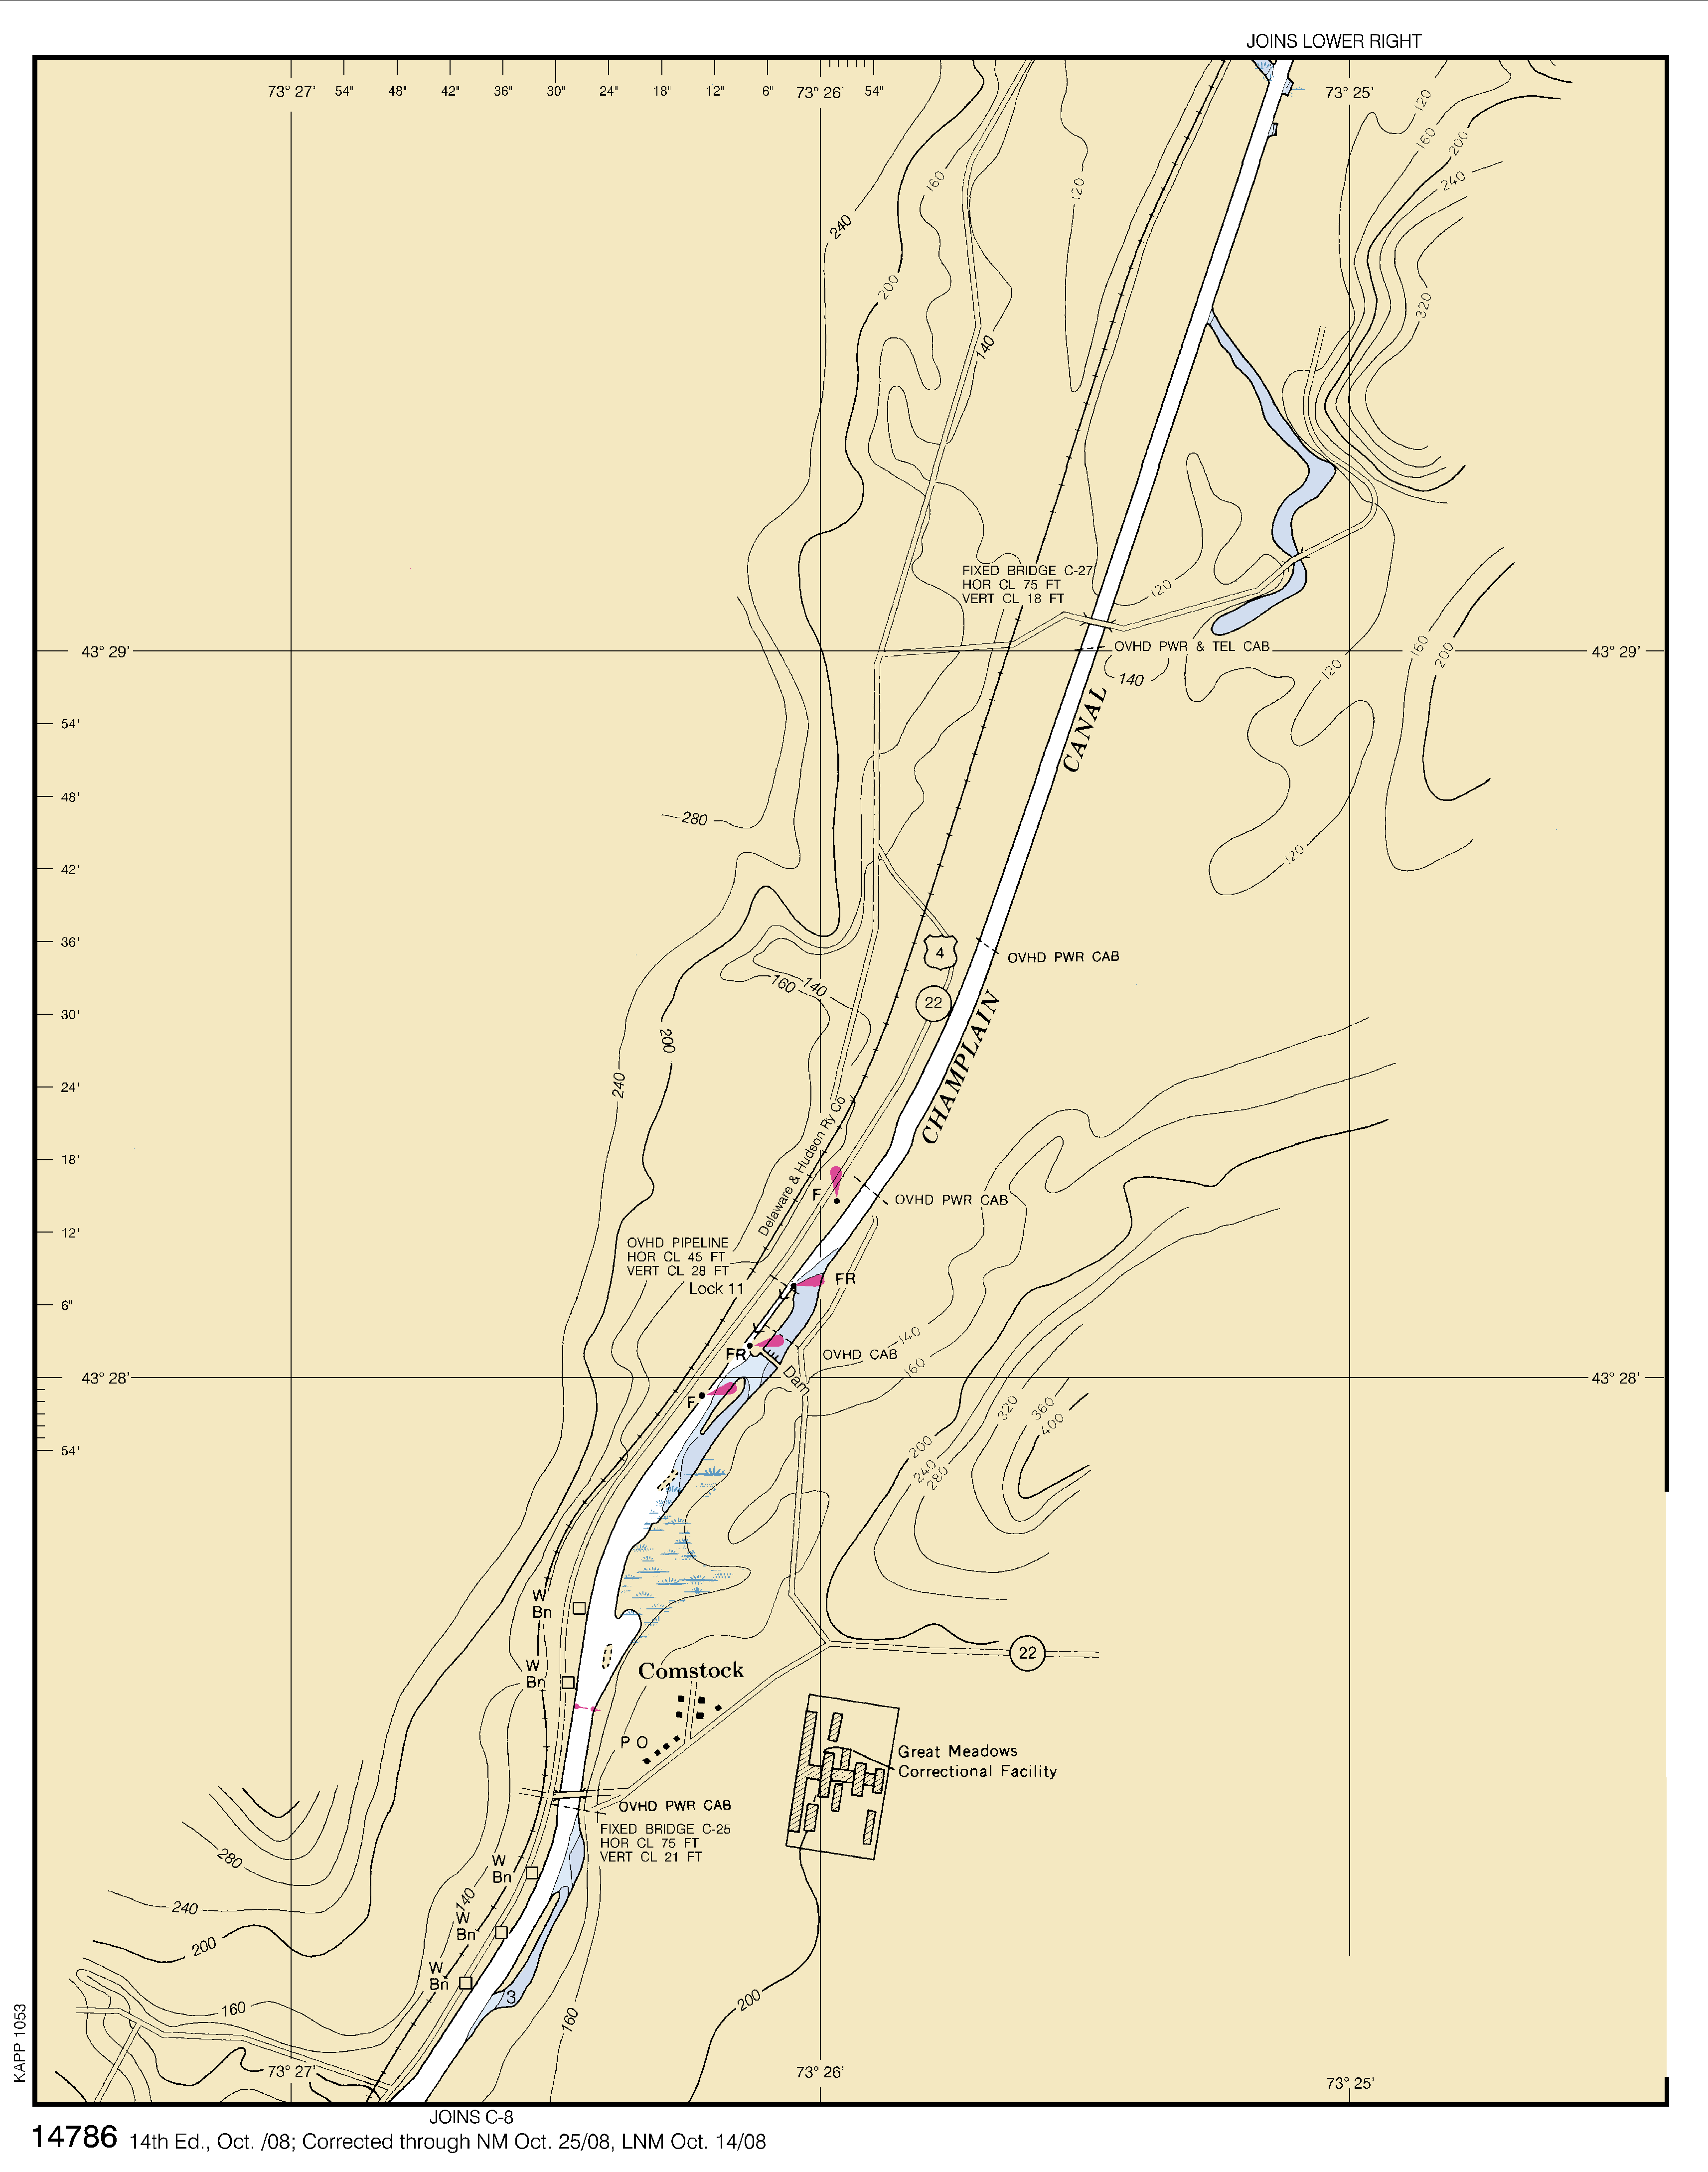 JOINS LOWER RIGHT
73° 27'
54"
48"
42"
36"
30"
24"
18"
12"
6"
73° 26'
54"
73° 25'
120
160
200
240
320
240
160
120
200
140
FIXED BRIDGE C-27
HOR CL 75 FT
VERT CL 18 FT
120
43° 29'
OVHD PWR & TEL CAB
140
120
160
200
43° 29'
54"
CANAL
48"
280
42"
120
36"
4
OVHD PWR CAB
160
140
30"
22
200
240
24"
CHAMPLAIN
Delaware & Hudson Ry Co
18"
F
OVHD PWR CAB
12"
OVHD PIPELINE
HOR CL 45 FT
VERT CL 28 FT
Lock 11
FR
6"
FR
OVHD CAB
140
160
Dam
43° 28'
43° 28'
F
320
360
400
200
240
280
54"
W
Bn
22
W
Bn
Comstock
P O
Great Meadows
Correctional Facility
OVHD PWR CAB
FIXED BRIDGE C-25
HOR CL 75 FT
VERT CL 21 FT
280
W
Bn
240
140
W
Bn
200
W
Bn
3
160
160
200
73° 27'
73° 26'
73° 25'
KAPP 1053
JOINS C-8
14786 14th Ed., Oct. /08; Corrected through NM Oct. 25/08, LNM Oct. 14/08